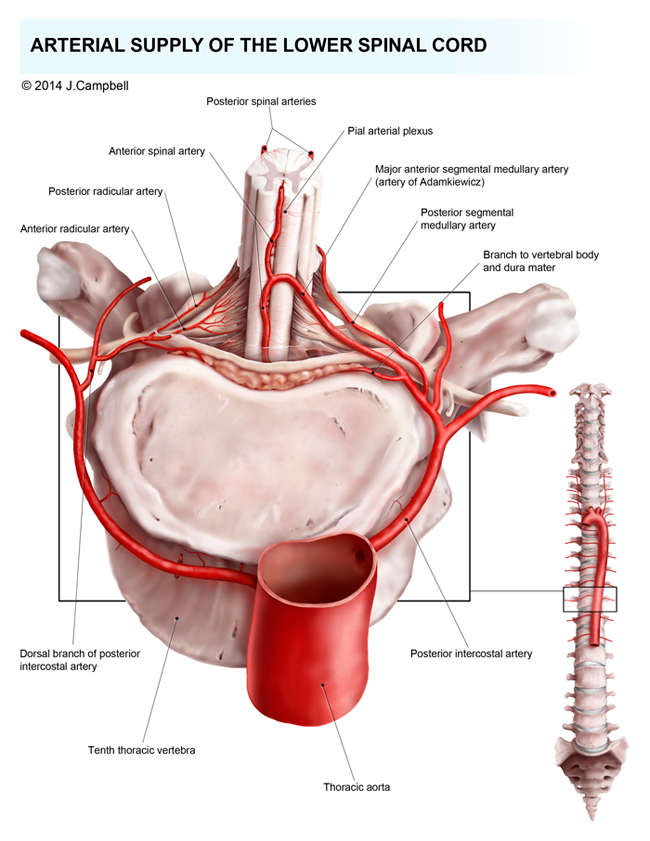 ARTERIAL SUPPLY OF THE LOWER SPINAL CORD
© 2014 J.Campbell
Posterior spinal arteries
Pial arterial plexus
Anterior spinal artery
Major anterior segmental medullary artery
(artery of Adamkiewicz)
Posterior radicular artery
Posterior segmental
medullary artery
Anterior radicular artery
Branch to vertebral body
and dura mater
Dorsal branch of posterior
intercostal artery
Posterior intercostal artery
Tenth thoracic vertebra
Thoracic aorta